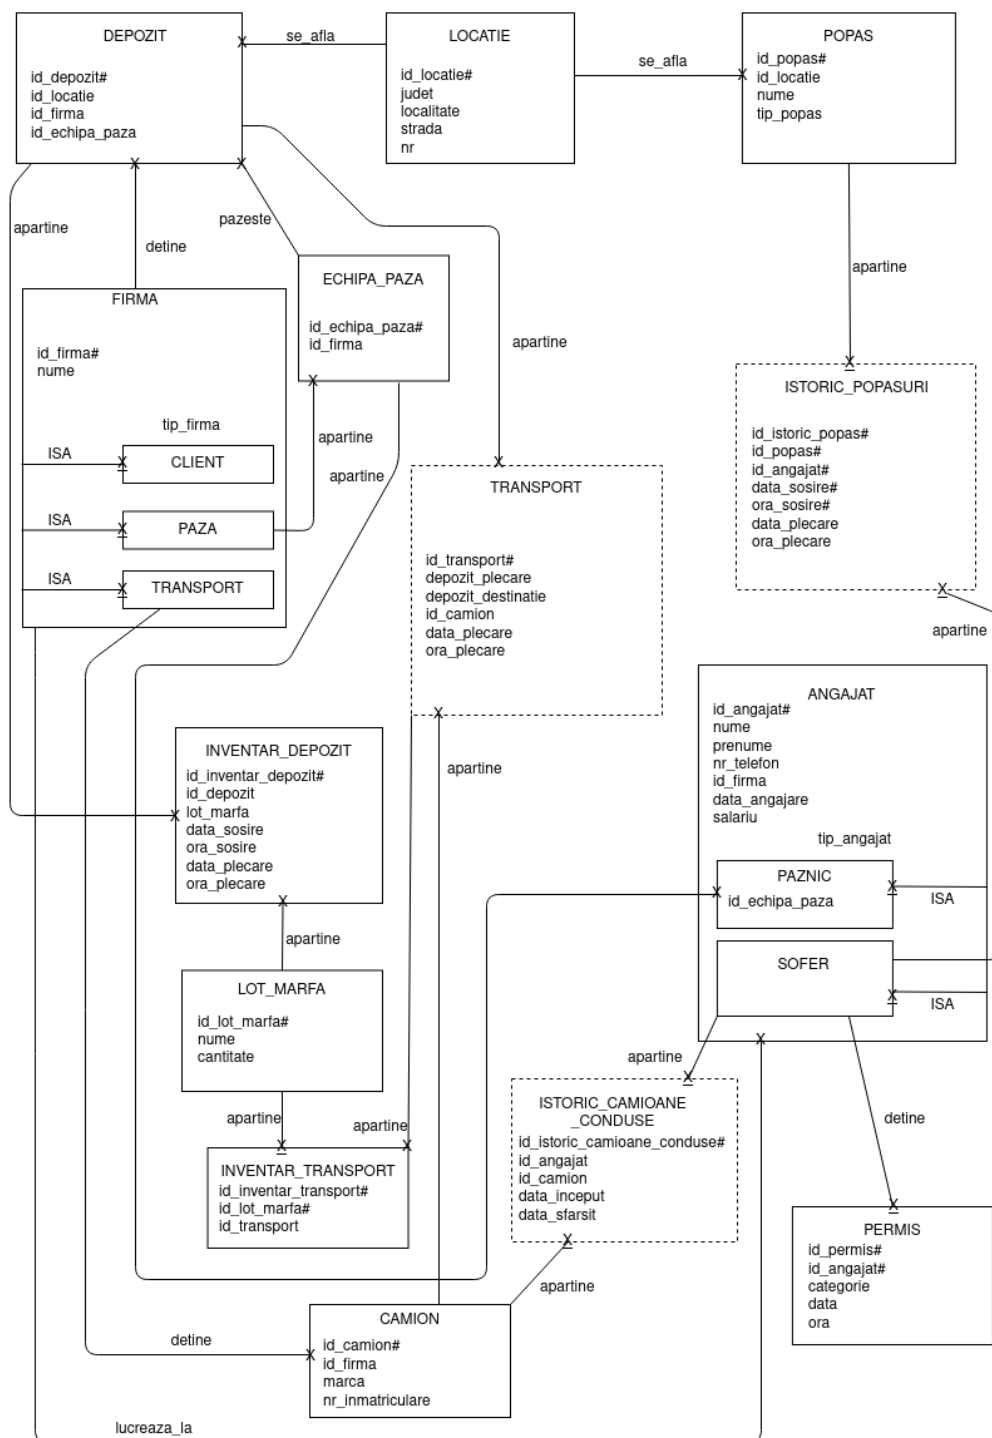 DEPOZIT
id_depozit#
id_locatie
id_firma
id_echipa_paza
se_afla
LOCATIE
id_locatie#
judet
localitate
strada
nr
se_afla
POPAS
id_popas#
id_locatie
nume
tip_popas
apartine
detine
pazeste
ECHIPA_PAZA
id_echipa_paza#
id_firma
apartine
apartine
FIRMA
id_firma#
nume
tip_firma
ISA
CLIENT
ISA
PAZA
ISA
TRANSPORT
apartine
apartine
TRANSPORT
id_transport#
depozit_plecare
depozit_destinatie
id_camion
data_plecare
ora_plecare
ISTORIC_POPASURI
id_istoric_popas#
id_popas#
id_angajat#
data_sosire#
ora_sosire#
data_plecare
ora_plecare
apartine
ANGAJAT
id_angajat#
nume
prenume
nr_telefon
id_firma
data_angajare
salariu
tip_angajat
PAZNIC
id_echipa_paza
ISA
SOFER
ISA
INVENTAR_DEPOZIT
id_inventar_depozit#
id_depozit
lot_marfa
data_sosire
ora_sosire
data_plecare
ora_plecare
apartine
apartine
LOT_MARFA
id_lot_marfa#
nume
cantitate
apartine
apartine
INVENTAR_TRANSPORT
id_inventar_transport#
id_lot_marfa#
id_transport
apartine
ISTORIC_CAMIOANE
_CONDUSE
id_istoric_camioane_conduse#
id_angajat
id_camion
data_inceput
data_sfarsit
detine
PERMIS
id_permis#
id_angajat#
categorie
data
ora
apartine
detine
CAMION
id_camion#
id_firma
marca
nr_inmatriculare
lucreaza_la